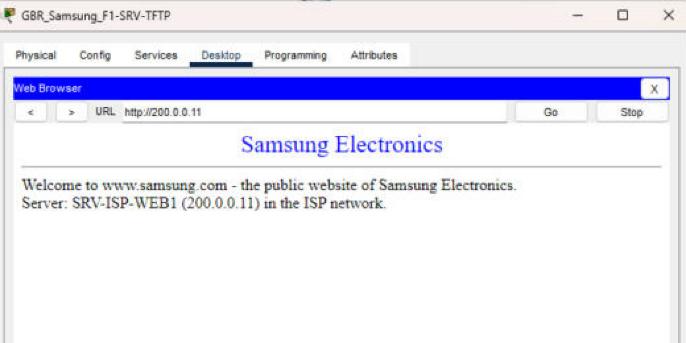 GBR_Samsung_F1-SRV-TFTP
Physical Config Services Desktop Programming Attributes
Web Browser X
< > URL http://200.0.0.11 Go Stop
Samsung Electronics
Welcome to www.samsung.com - the public website of Samsung Electronics.
Server: SRV-ISP-WEB1 (200.0.0.11) in the ISP network.